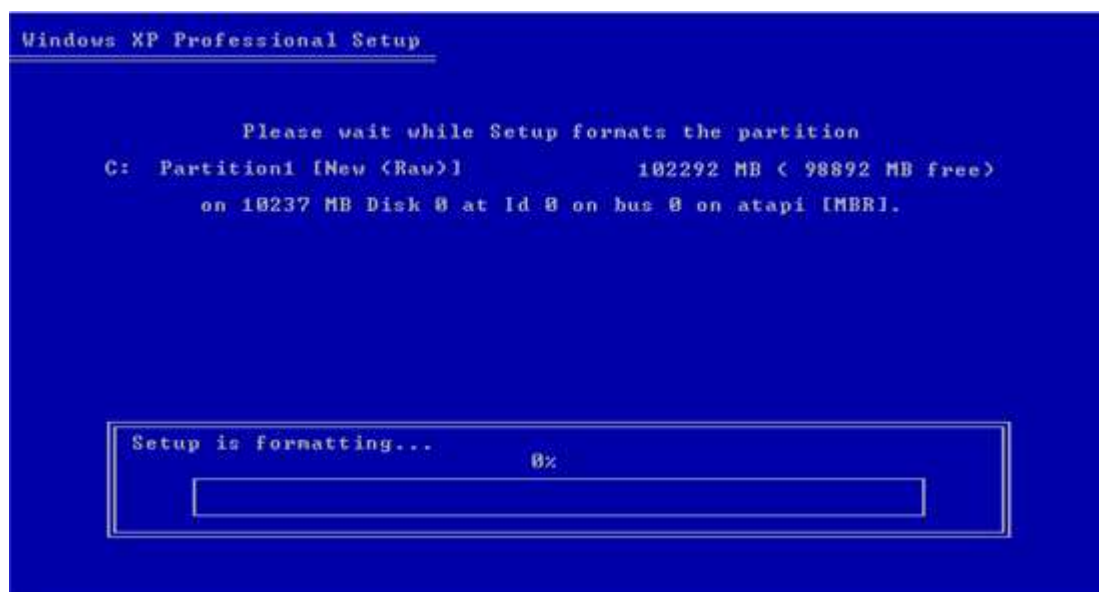 Windows XP Professional Setup
Please wait while Setup formats the partition
C: Partition1 [New (Raw)] 102292 MB ( 98892 MB free)
on 10237 MB Disk 0 at Id 0 on bus 0 on atapi [MBR].
Setup is formatting...
0%